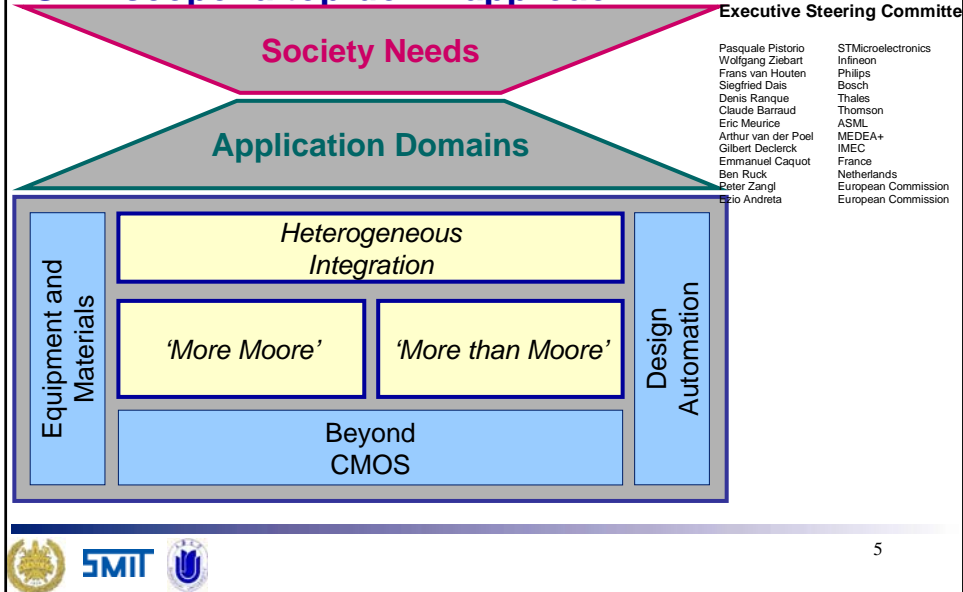 Executive Steering Committe
Society Needs
Application Domains
Pasquale Pistorio STMicroelectronics
Wolfgang Ziebart Infineon
Frans van Houten Philips
Siegfried Dais Bosch
Denis Ranque Thales
Claude Barraud Thomson
Eric Meurice ASML
Arthur van der Poel MEDEA+
Gilbert Declerck IMEC
Emmanuel Caquot France
Ben Ruck Netherlands
Peter Zangl European Commission
Ezio Andreta European Commission
Equipment and
Materials
Heterogeneous
Integration
'More Moore'
'More than Moore'
Beyond
CMOS
Design
Automation
SMIT
5